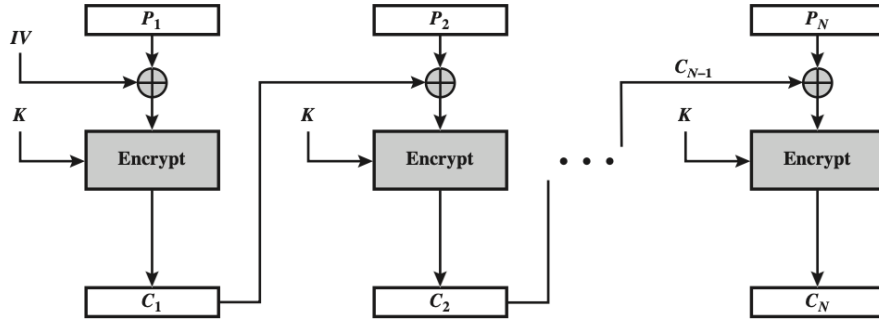 P1 P2 PN
IV
CN–1
K K K
Encrypt Encrypt Encrypt
C1 C2 CN